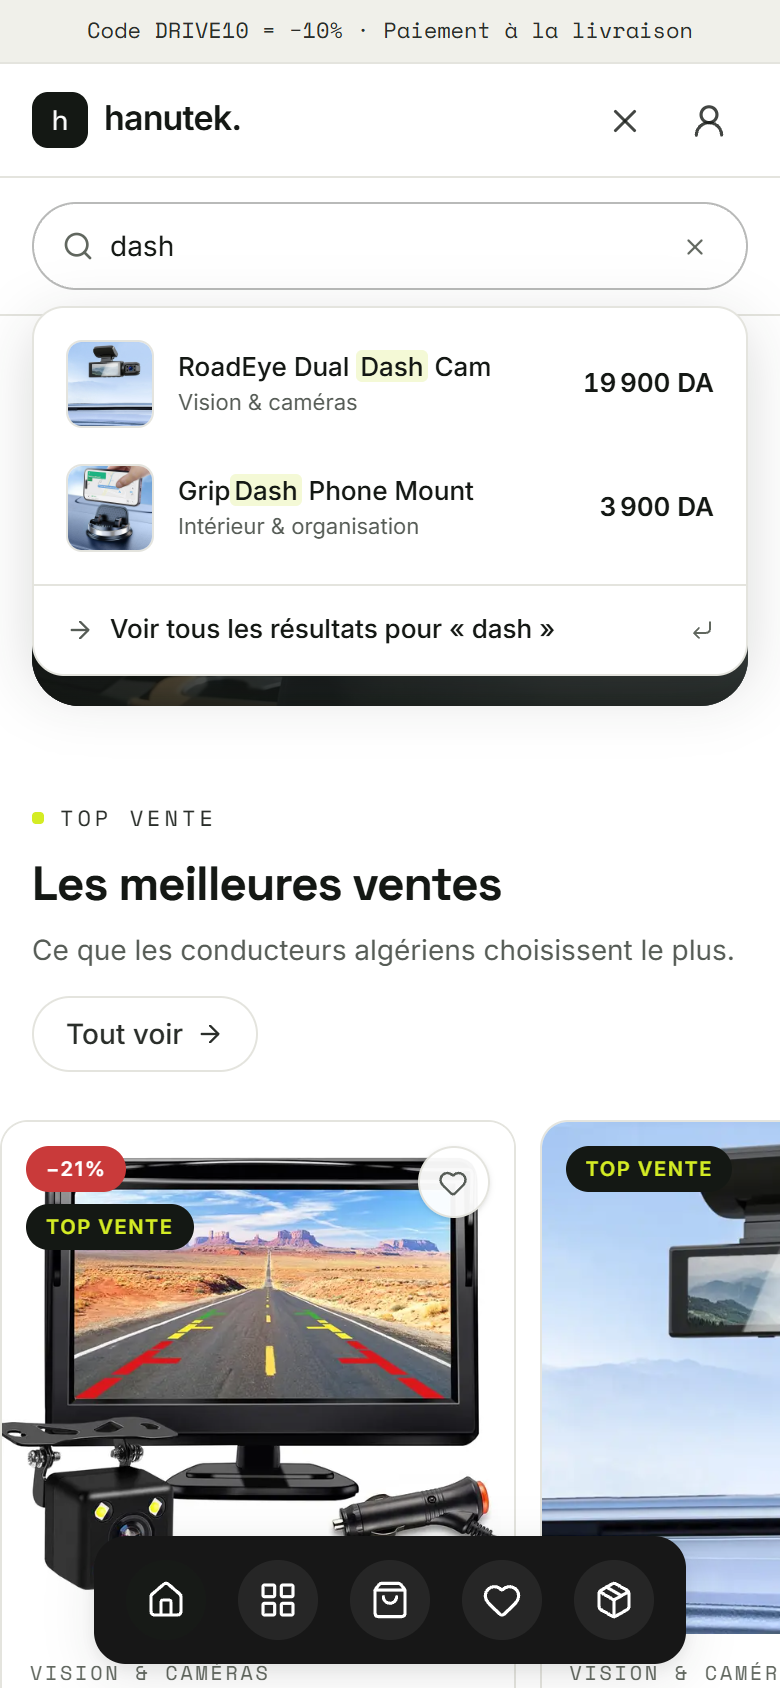 Code DRIVE10 = −10% · Paiement à la livraison
h hanutek.
dash
RoadEye Dual Dash Cam
Vision & caméras
19 900 DA
GripDash Phone Mount
Intérieur & organisation
3 900 DA
Voir tous les résultats pour « dash »
TOP VENTE
Les meilleures ventes
Ce que les conducteurs algériens choisissent le plus.
Tout voir
−21%
TOP VENTE
TOP VENTE
VISION & CAMÉRAS
VISION & CAMÉR